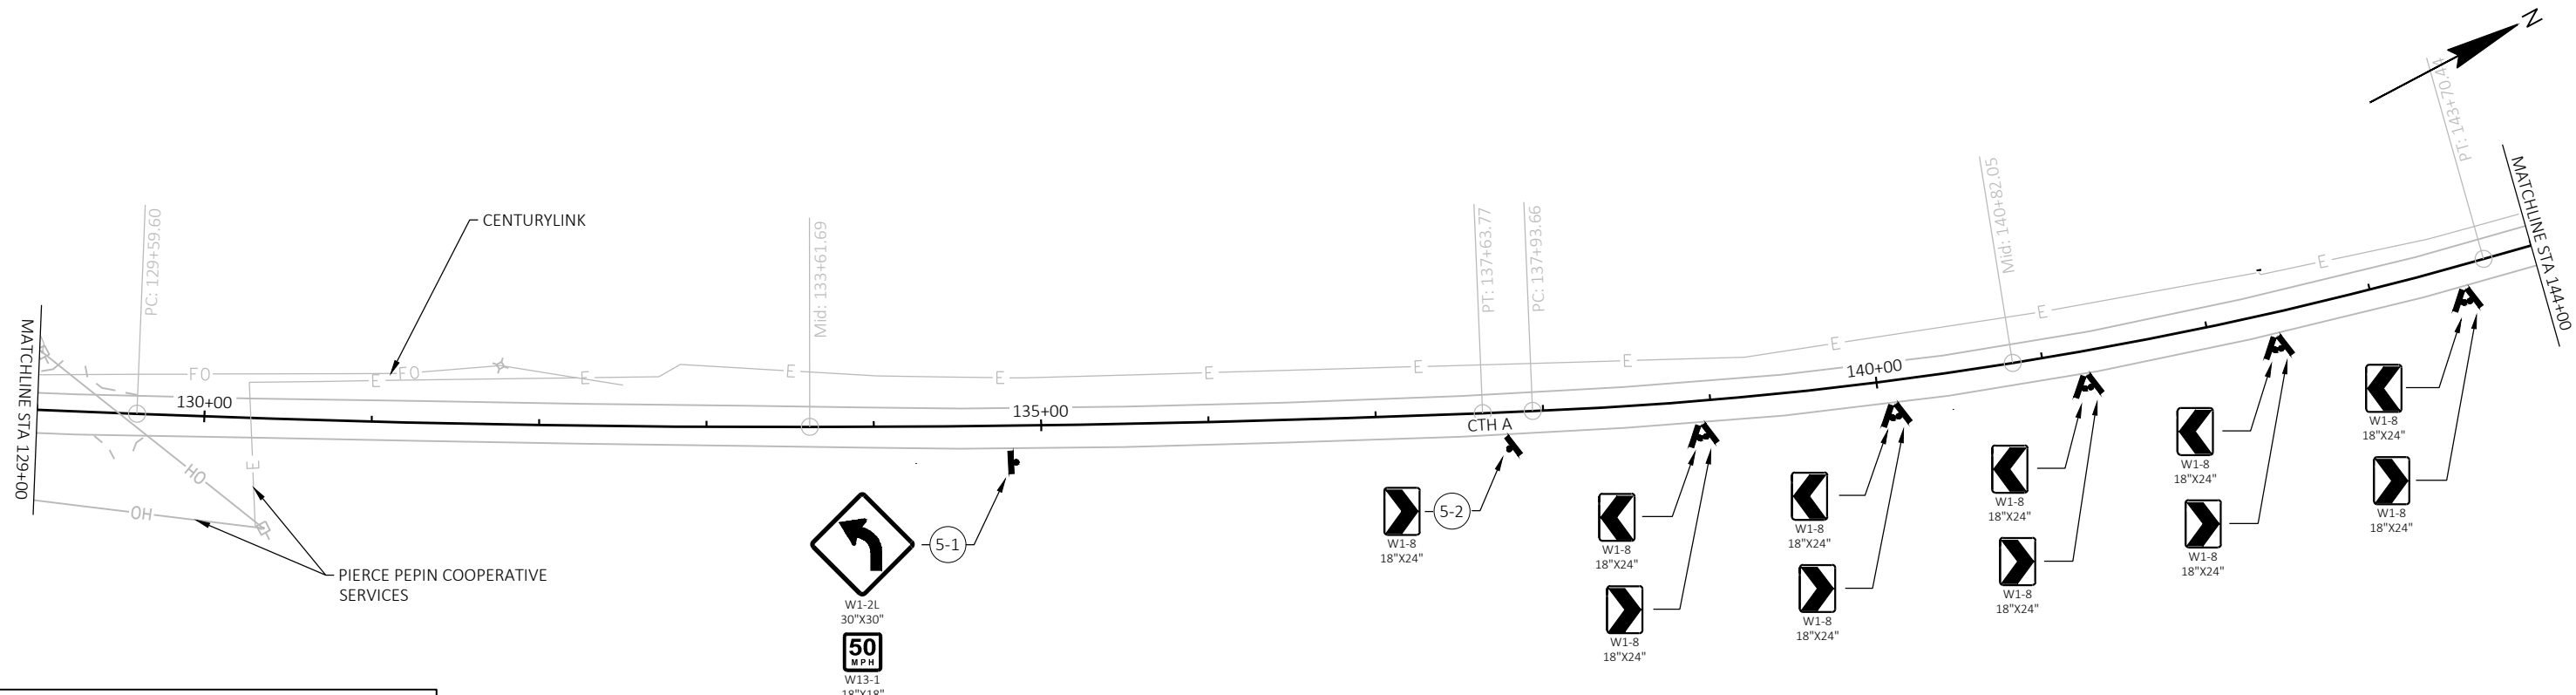 N
CENTURYLINK
PC: 129+59.60
Mid: 133+61.69
PT: 137+63.77
PC: 137+93.66
Mid: 140+82.05
PT: 143+70.41
MATCHLINE STA 129+00
MATCHLINE STA 144+00
FO
FO
E
E
E
E
E
E
E
E
E
E
E
E
130+00
135+00
140+00
CTH A
OH
OH
PIERCE PEPIN COOPERATIVE
SERVICES
5-1
W1-2L
30"X30"
50
MPH
W13-1
18"X18"
5-2
W1-8
18"X24"
W1-8
18"X24"
W1-8
18"X24"
W1-8
18"X24"
W1-8
18"X24"
W1-8
18"X24"
W1-8
18"X24"
W1-8
18"X24"
W1-8
18"X24"
W1-8
18"X24"
W1-8
18"X24"